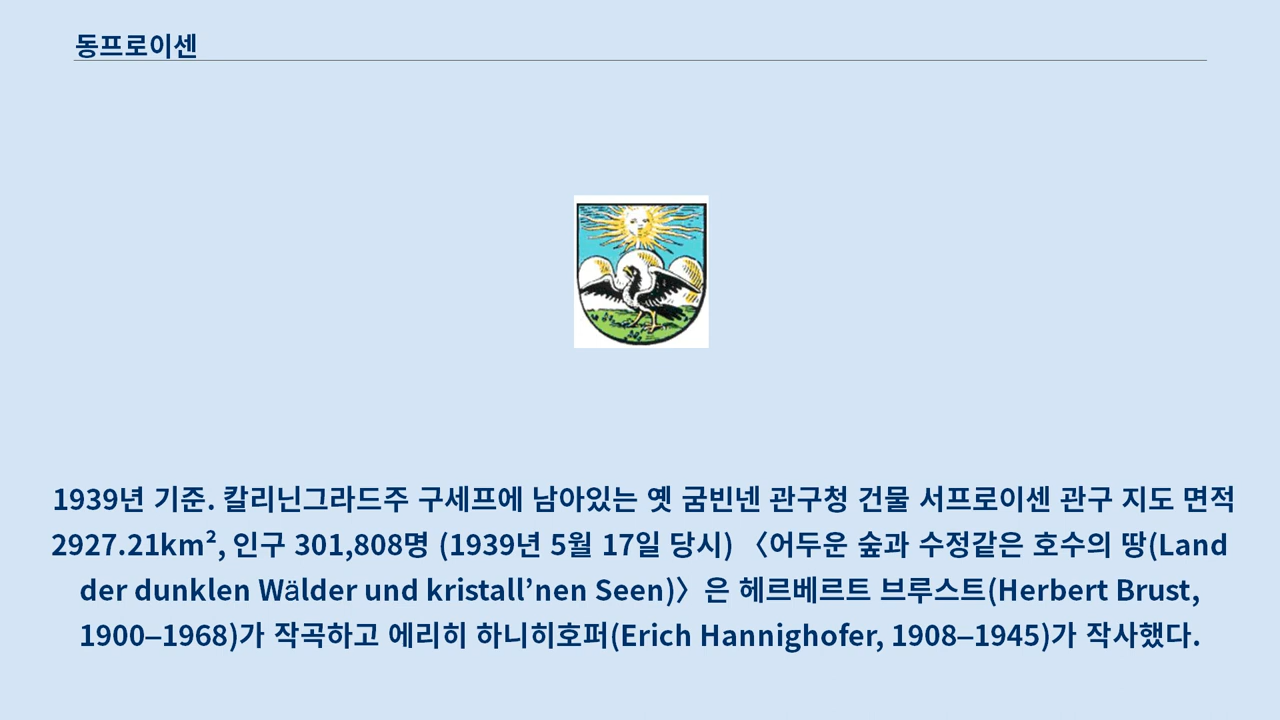 동프로이센
1939년 기준. 칼리닌그라드주 구세프에 남아있는 옛 굼빈넨 관구청 건물 서프로이센 관구 지도 면적
2927.21km², 인구 301,808명 (1939년 5월 17일 당시) 〈어두운 숲과 수정같은 호수의 땅(Land
der dunklen Wälder und kristall’nen Seen)〉은 헤르베르트 브루스트(Herbert Brust,
1900–1968)가 작곡하고 에리히 하니히호퍼(Erich Hannighofer, 1908–1945)가 작사했다.